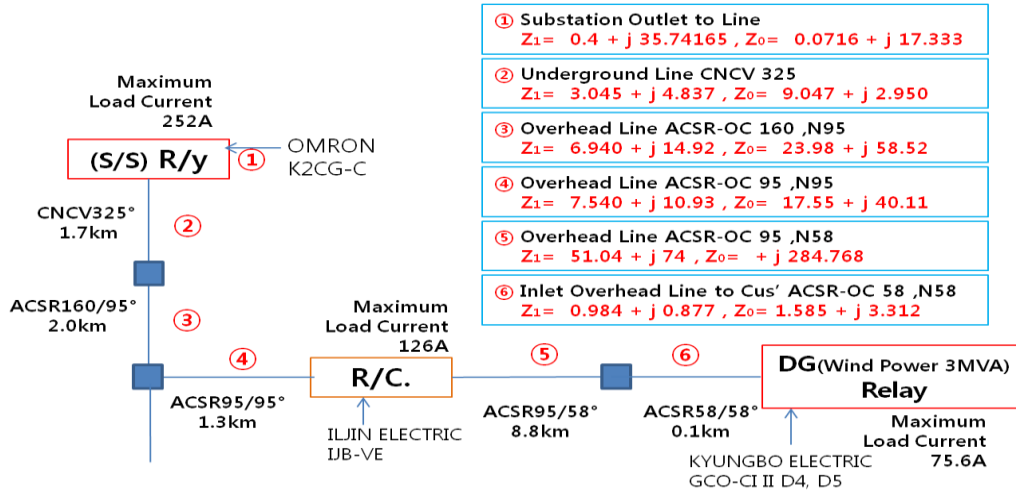 ① Substation Outlet to Line
Z₁= 0.4 + j 35.74165 , Z₀= 0.0716 + j 17.333
② Underground Line CNCV 325
Z₁= 3.045 + j 4.837 , Z₀= 9.047 + j 2.950
③ Overhead Line ACSR-OC 160 ,N95
Z₁= 6.940 + j 14.92 , Z₀= 23.98 + j 58.52
④ Overhead Line ACSR-OC 95 ,N95
Z₁= 7.540 + j 10.93 , Z₀= 17.55 + j 40.11
⑤ Overhead Line ACSR-OC 95 ,N58
Z₁= 51.04 + j 74 , Z₀= + j 284.768
⑥ Inlet Overhead Line to Cus’ ACSR-OC 58 ,N58
Z₁= 0.984 + j 0.877 , Z₀= 1.585 + j 3.312
Maximum
Load Current
252A
(S/S) R/y
①
OMRON
K2CG-C
CNCV325°
1.7km
②
ACSR160/95°
2.0km
③
④
ACSR95/95°
1.3km
Maximum
Load Current
126A
R/C.
ILJIN ELECTRIC
IJB-VE
⑤
ACSR95/58°
8.8km
⑥
ACSR58/58°
0.1km
DG(Wind Power 3MVA)
Relay
Maximum
Load Current
75.6A
KYUNGBO ELECTRIC
GCO-CI II D4, D5